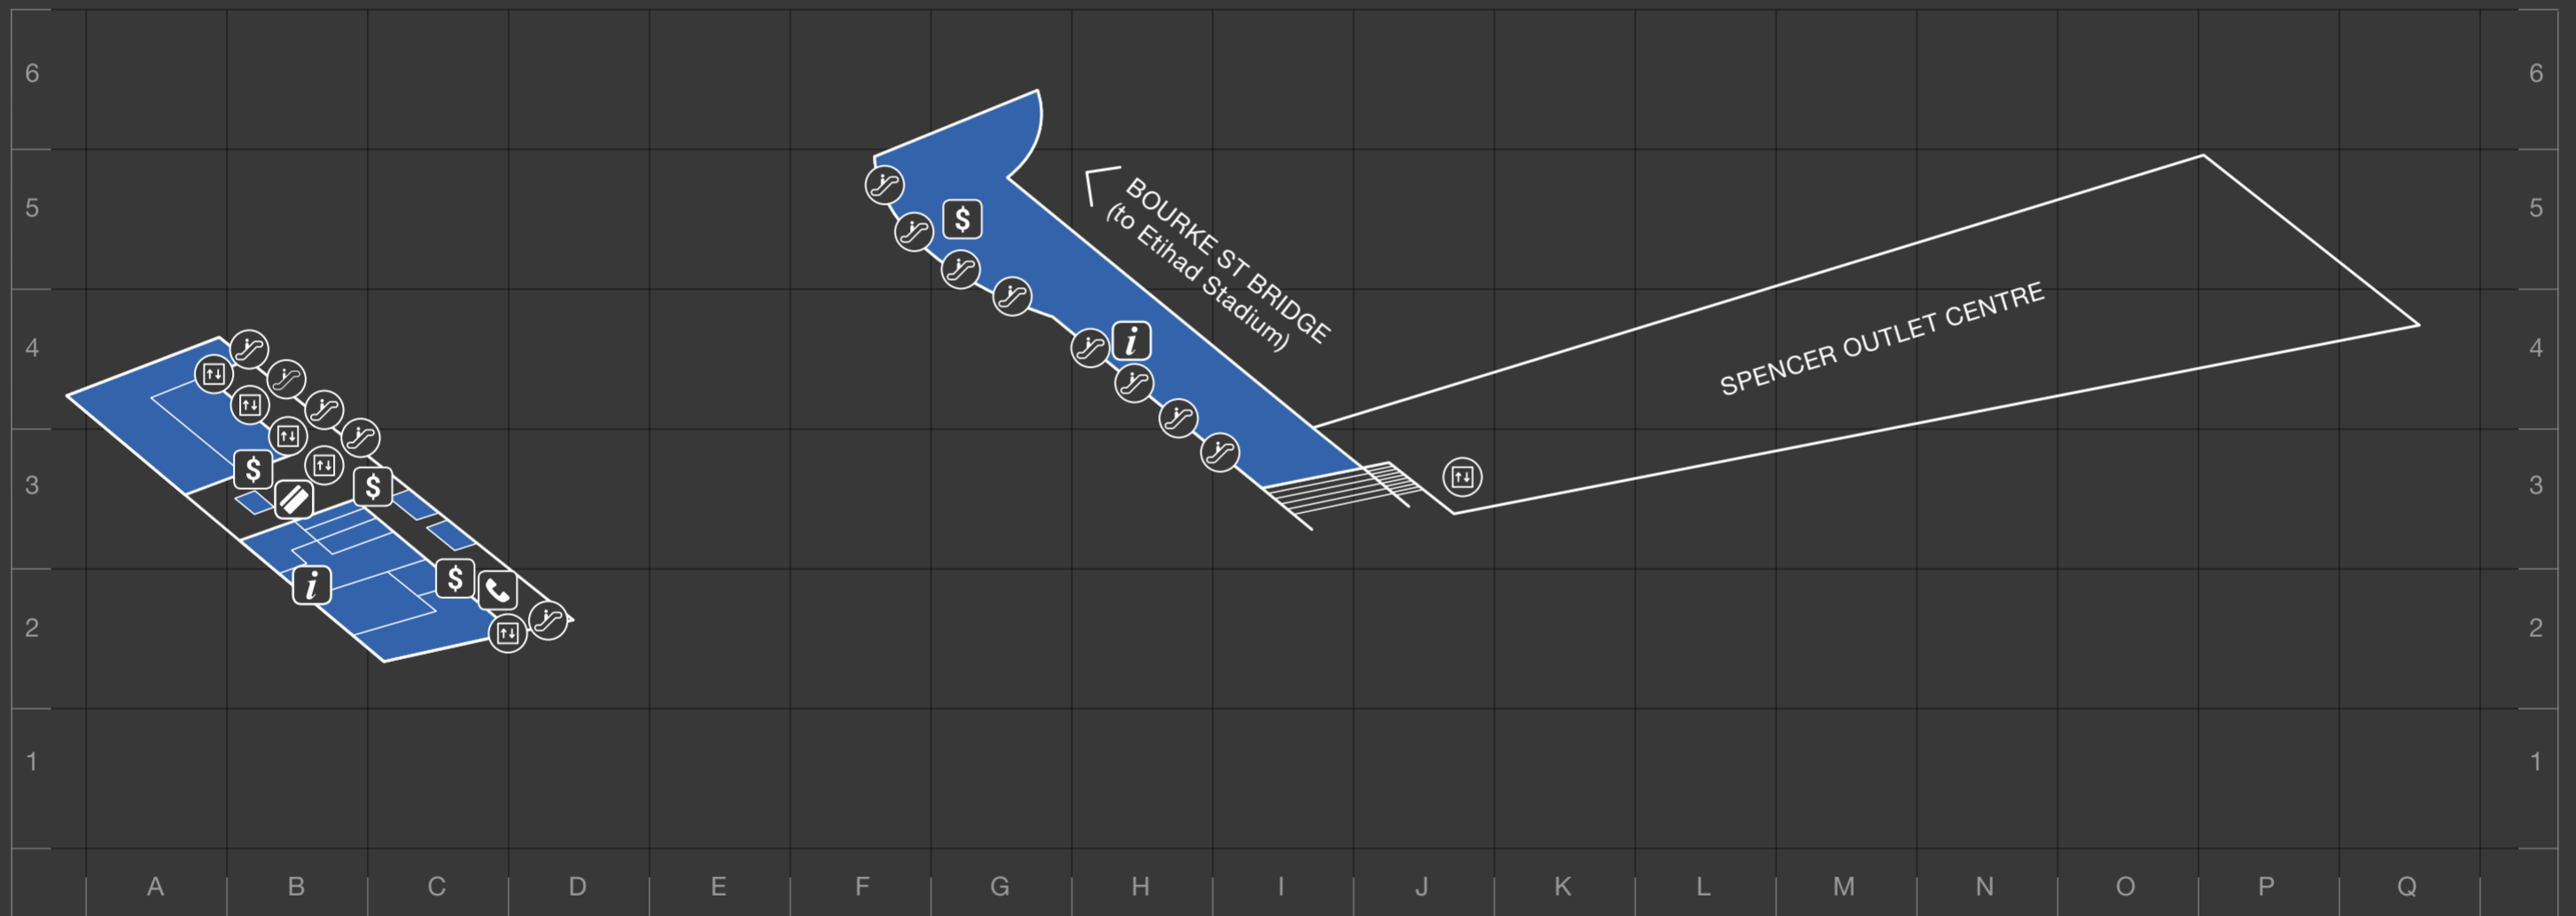 6 6
BOURKE ST BRIDGE
(to Etihad Stadium)
5 5
SPENCER OUTLET CENTRE
4 4
$
i
$
$
3 3
$
i
2 2
1 1
A B C D E F G H I J K L M N O P Q